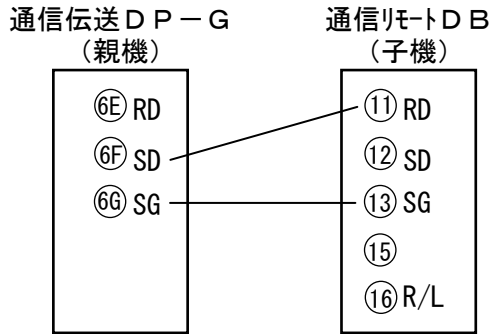 通信伝送ＤＰ－Ｇ
（親機）
6E RD
6F SD
6G SG
通信ﾘﾓｰﾄＤＢ
（子機）
11 RD
12 SD
13 SG
15
16 R/L